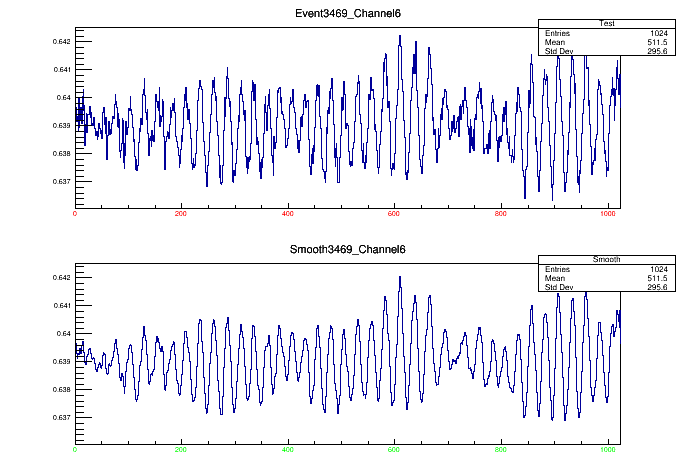 Event3469_Channel6
Test
Entries 1024
Mean 511.5
Std Dev 295.6
0.642
0.641
0.64
0.639
0.638
0.637
0 200 400 600 800 1000
Smooth3469_Channel6
Smooth
Entries 1024
Mean 511.5
Std Dev 295.6
0.642
0.641
0.64
0.639
0.638
0.637
0 200 400 600 800 1000